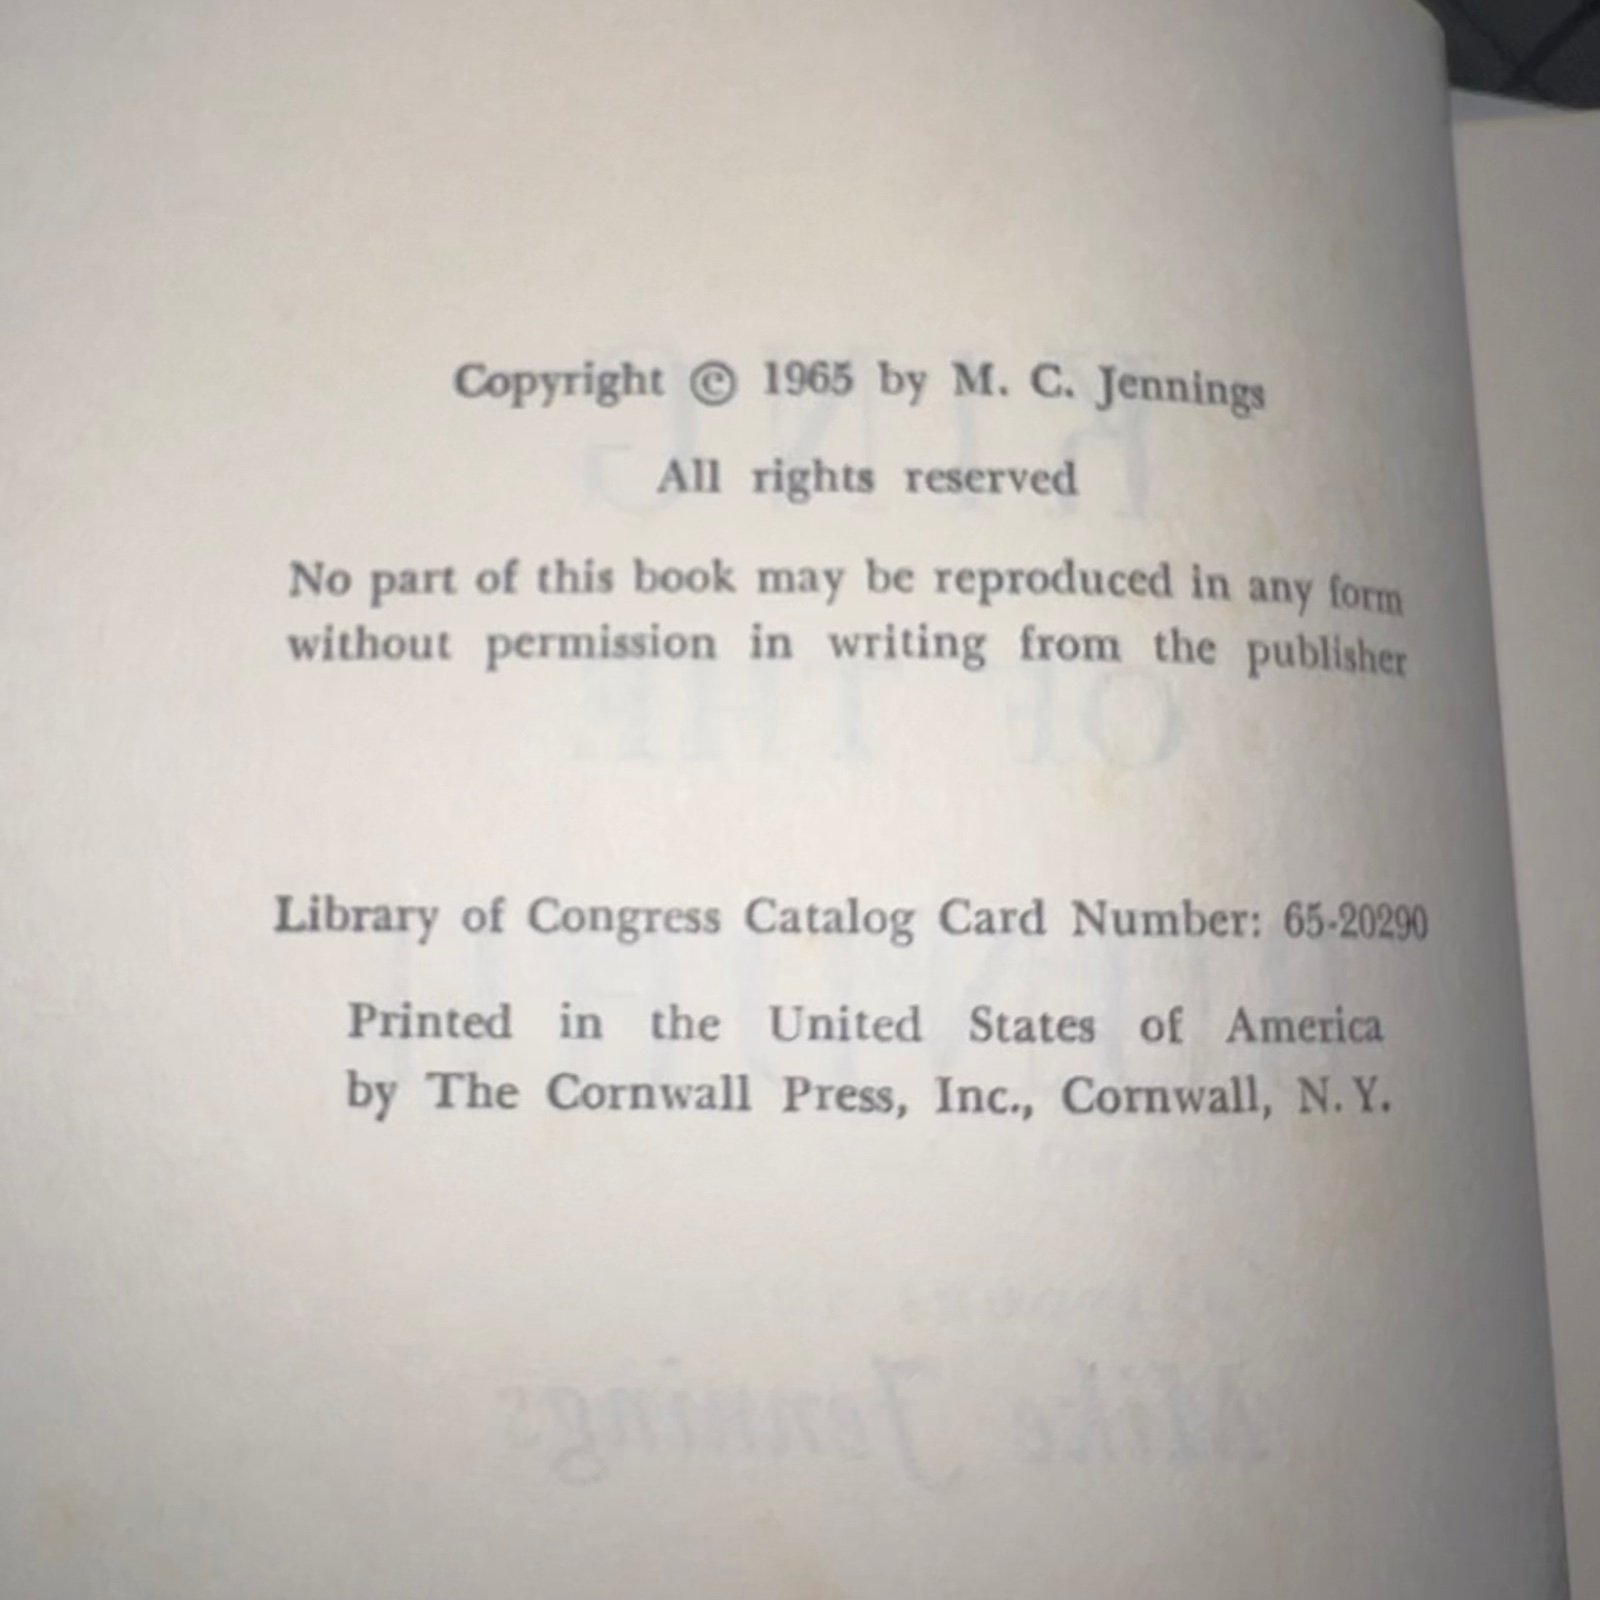 Copyright © 1965 by M. C. Jennings
All rights reserved
No part of this book may be reproduced in any form
without permission in writing from the publisher
Library of Congress Catalog Card Number: 65-20290
Printed in the United States of America
by The Cornwall Press, Inc., Cornwall, N. Y.